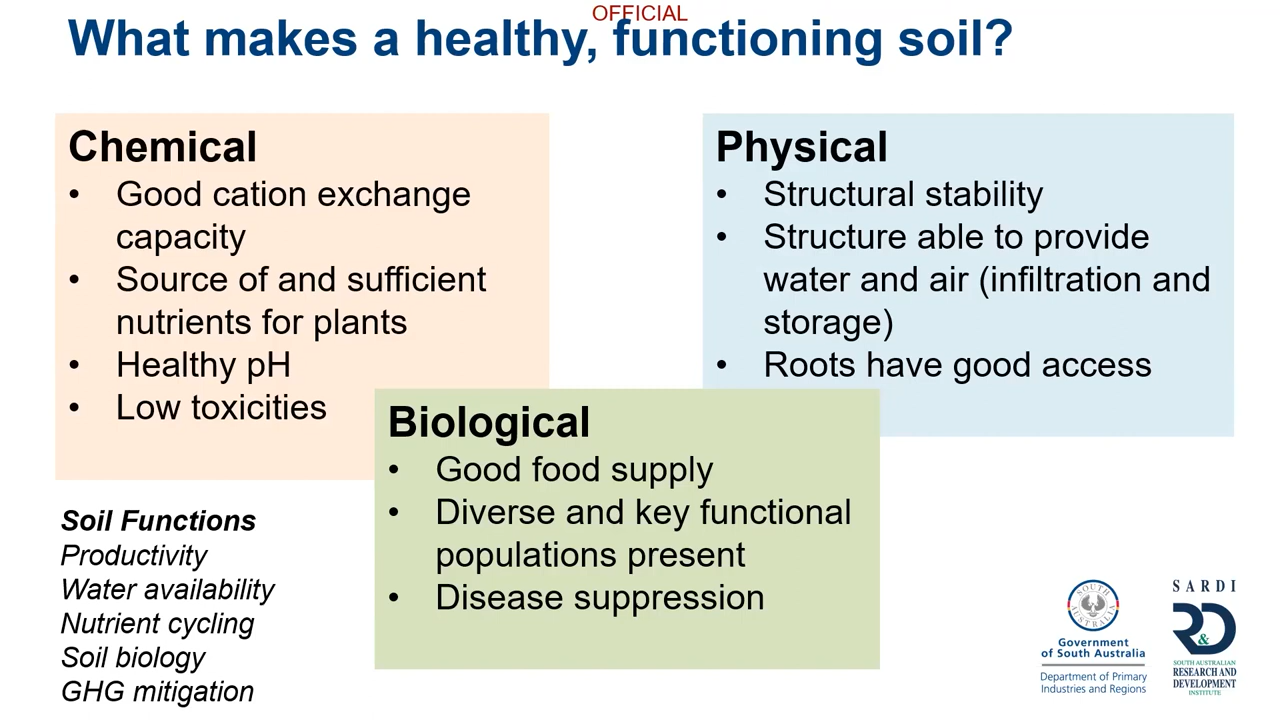 OFFICIAL
What makes a healthy, functioning soil?
Chemical
• Good cation exchange
capacity
• Source of and sufficient
nutrients for plants
• Healthy pH
• Low toxicities
Physical
• Structural stability
• Structure able to provide
water and air (infiltration and
storage)
• Roots have good access
Biological
• Good food supply
• Diverse and key functional
populations present
• Disease suppression
Soil Functions
Productivity
Water availability
Nutrient cycling
Soil biology
GHG mitigation
SOUTH AUSTRALIA
Government
of South Australia
Department of Primary
Industries and Regions
SARDI
R&D
SOUTH AUSTRALIAN
RESEARCH AND
DEVELOPMENT
INSTITUTE